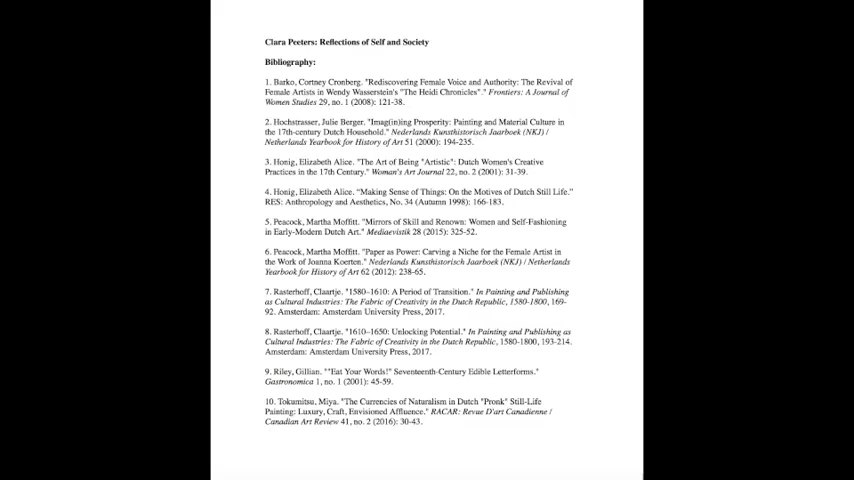 Clara Peeters: Reflections of Self and Society
Bibliography:
1. Barko, Cortney Cronberg. "Rediscovering Female Voice and Authority: The Revival of
Female Artists in Wendy Wasserstein's "The Heidi Chronicles"." Frontiers: A Journal of
Women Studies 29, no. 1 (2008): 121-38.
2. Hochstrasser, Julie Berger. "Imag(in)ing Prosperity: Painting and Material Culture in
the 17th-century Dutch Household." Nederlands Kunsthistorisch Jaarboek (NKJ) /
Netherlands Yearbook for History of Art 51 (2000): 194-235.
3. Honig, Elizabeth Alice. "The Art of Being "Artistic": Dutch Women's Creative
Practices in the 17th Century." Woman's Art Journal 22, no. 2 (2001): 31-39.
4. Honig, Elizabeth Alice. “Making Sense of Things: On the Motives of Dutch Still Life.”
RES: Anthropology and Aesthetics, No. 34 (Autumn 1998): 166-183.
5. Peacock, Martha Moffitt. "Mirrors of Skill and Renown: Women and Self-Fashioning
in Early-Modern Dutch Art." Mediaevistik 28 (2015): 325-52.
6. Peacock, Martha Moffitt. "Paper as Power: Carving a Niche for the Female Artist in
the Work of Joanna Koerten." Nederlands Kunsthistorisch Jaarboek (NKJ) / Netherlands
Yearbook for History of Art 62 (2012): 238-65.
7. Rasterhoff, Claartje. "1580–1610: A Period of Transition." In Painting and Publishing
as Cultural Industries: The Fabric of Creativity in the Dutch Republic, 1580-1800, 169-
92. Amsterdam: Amsterdam University Press, 2017.
8. Rasterhoff, Claartje. "1610–1650: Unlocking Potential." In Painting and Publishing as
Cultural Industries: The Fabric of Creativity in the Dutch Republic, 1580-1800, 193-214.
Amsterdam: Amsterdam University Press, 2017.
9. Riley, Gillian. ""Eat Your Words!" Seventeenth-Century Edible Letterforms."
Gastronomica 1, no. 1 (2001): 45-59.
10. Tokumitsu, Miya. "The Currencies of Naturalism in Dutch "Pronk" Still-Life
Painting: Luxury, Craft, Envisioned Affluence." RACAR: Revue D'art Canadienne /
Canadian Art Review 41, no. 2 (2016): 30-43.